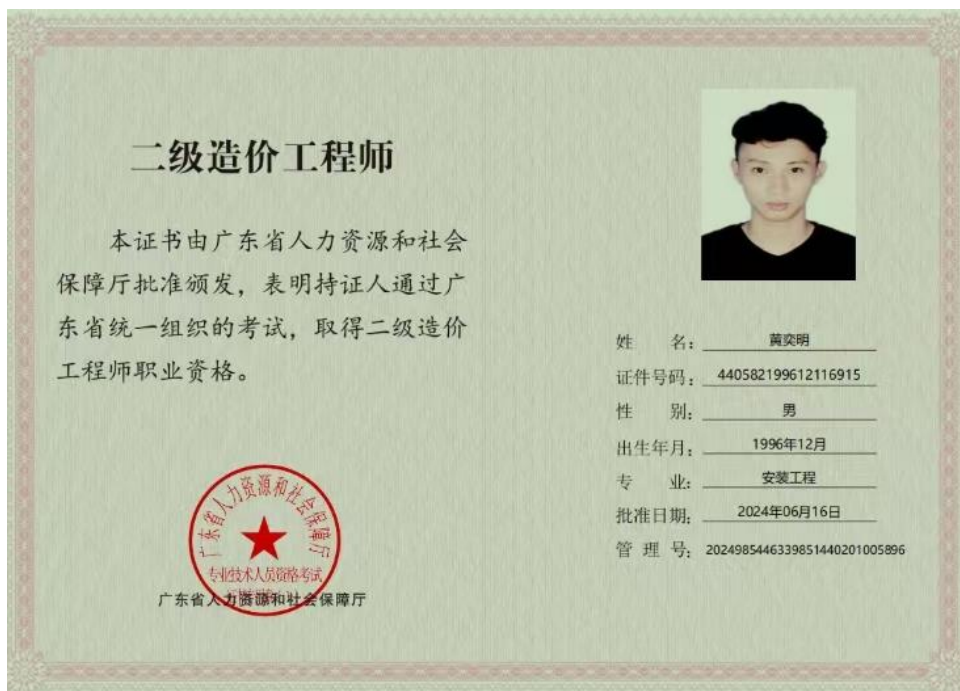 二级造价工程师
本证书由广东省人力资源和社会
保障厅批准颁发，表明持证人通过广
东省统一组织的考试，取得二级造价
工程师职业资格。
广东省人力资源和社会保障厅
专业技术人员资格考试
广东省人力资源和社会保障厅
姓 名：黄奕明
证件号码：440582199612116915
性 别：男
出生年月：1996年12月
专 业：安装工程
批准日期：2024年06月16日
管 理 号：2024985446339851440201005896